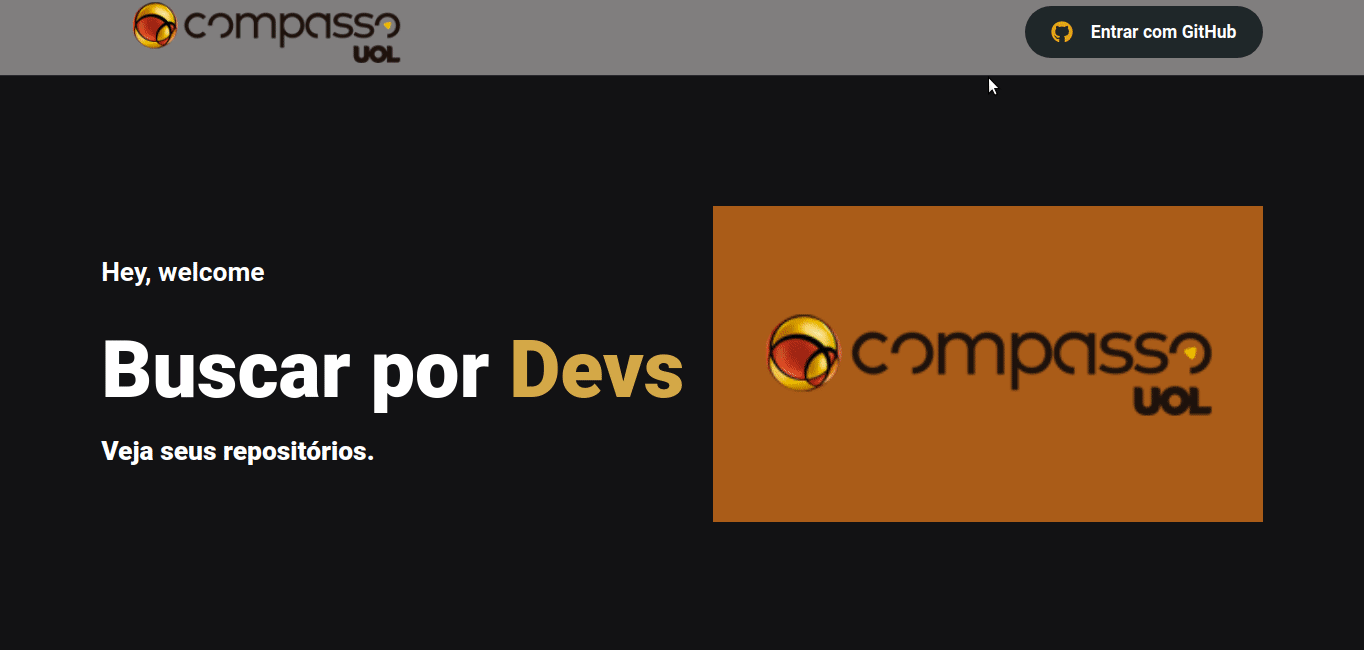 compasso
UOL
Entrar com GitHub
Hey, welcome
Buscar por Devs
Veja seus repositórios.
compasso
UOL